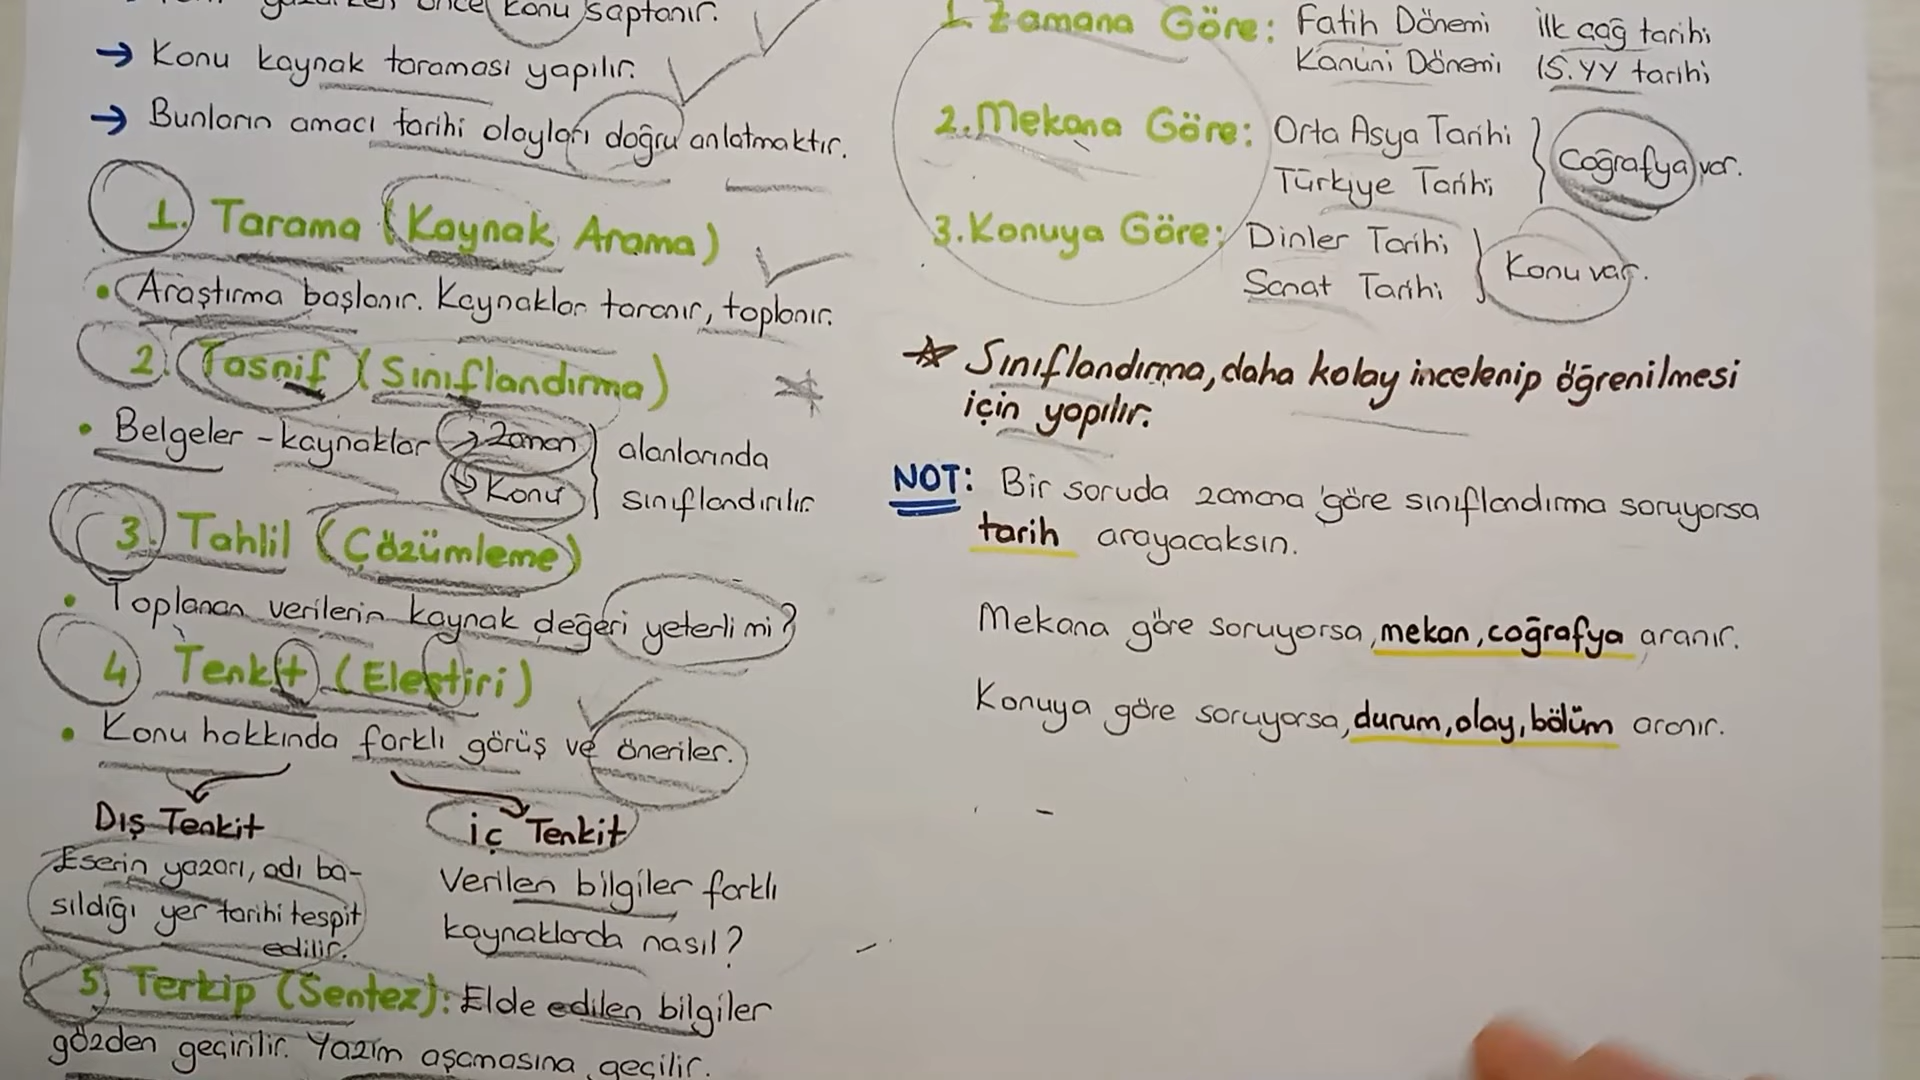 önce konu saptanır.
→ Konu kaynak taraması yapılır.
→ Bunların amacı tarihi olayları doğru anlatmaktır.
1. Tarama (Kaynak Arama)
• Araştırma başlanır. Kaynaklar taranır, toplanır.
2. Tasnif (Sınıflandırma)
• Belgeler - kaynaklar → Zaman
→ Konu
alanlarında
sınıflandırılır.
3. Tahlil (Çözümleme)
• Toplanan verilerin kaynak değeri yeterli mi?
4 Tenkit (Eleştiri)
• Konu hakkında farklı görüş ve öneriler.
Dış Tenkit
Eserin yazarı, adı ba-
sıldığı yer tarihi tespit
edilir.
iç Tenkit
Verilen bilgiler farklı
kaynaklarda nasıl?
5. Terkip (Sentez): Elde edilen bilgiler
gözden geçirilir. Yazım aşamasına geçilir.
1. Zamana Göre: Fatih Dönemi İlk çağ tarihi
Kanuni Dönemi 15.yy tarihi
2. Mekana Göre: Orta Asya Tarihi
Türkiye Tarihi
Coğrafya var.
3. Konuya Göre: Dinler Tarihi
Sanat Tarihi
Konu var.
☆ Sınıflandırma, daha kolay incelenip öğrenilmesi
için yapılır.
NOT: Bir soruda zamana göre sınıflandırma soruyorsa
tarih arayacaksın.
Mekana göre soruyorsa, mekan, coğrafya aranır.
Konuya göre soruyorsa, durum, olay, bölüm aranır.